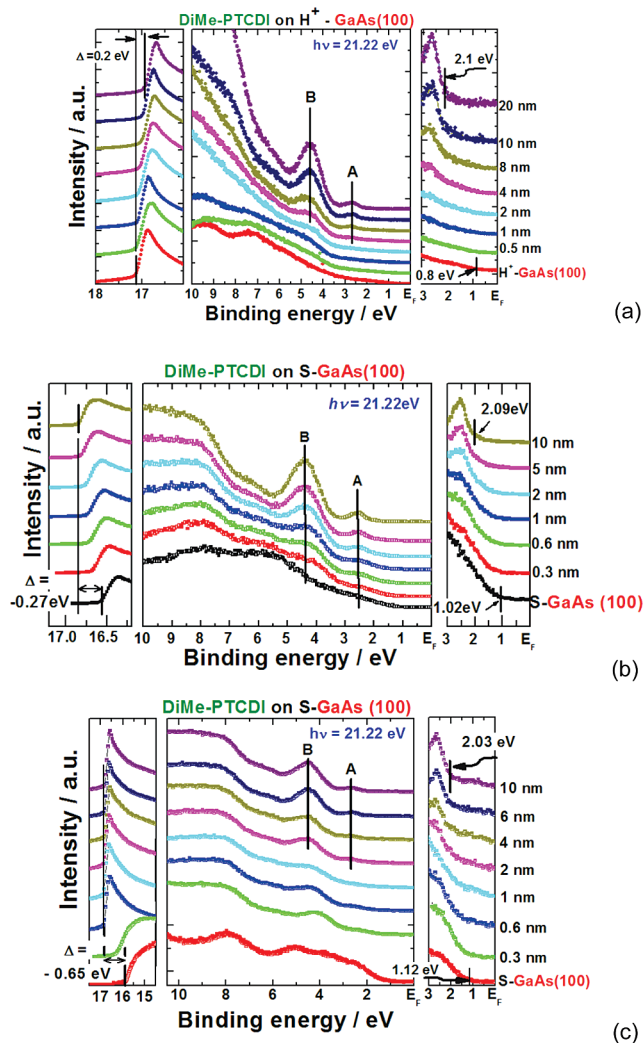 DiMe-PTCDI on H⁺ - GaAs(100)
Intensity / a.u.
Δ =0.2 eV
hν = 21.22 eV
B
A
2.1 eV
20 nm
10 nm
8 nm
4 nm
2 nm
1 nm
0.5 nm
0.8 eV
H⁺-GaAs(100)
18 17
10 9 8 7 6 5 4 3 2 1 E_F
3 2 1 E_F
Binding energy / eV
(a)
DiMe-PTCDI on S-GaAs(100)
Intensity / a.u.
hν = 21.22eV
B
A
2.09eV
10 nm
5 nm
2 nm
1 nm
0.6 nm
0.3 nm
Δ =
-0.27eV
1.02eV
S-GaAs (100)
17.0 16.5
10 9 8 7 6 5 4 3 2 1 E_F
3 2 1 E_F
Binding energy / eV
(b)
DiMe-PTCDI on S-GaAs (100)
Intensity / a.u.
hν = 21.22 eV
B
A
2.03 eV
10 nm
6 nm
4 nm
2 nm
1 nm
0.6 nm
0.3 nm
Δ =
- 0.65 eV
1.12eV
S-GaAs(100)
17 16 15
10 9 8 7 6 5 4 3 2 1 E_F
3 2 1 E_F
Binding energy / eV
(c)